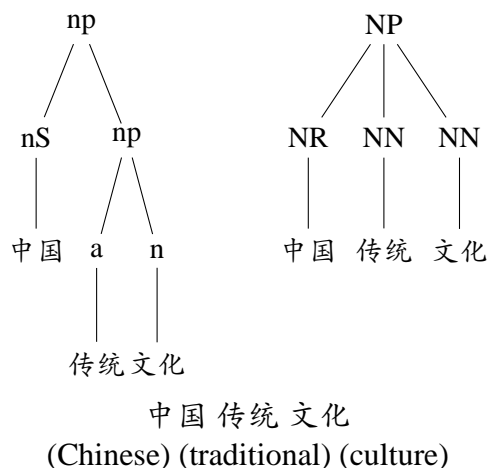 np NP
nS np NR NN NN
中国 a n 中国 传统 文化
传统 文化
中国 传统 文化
(Chinese) (traditional) (culture)